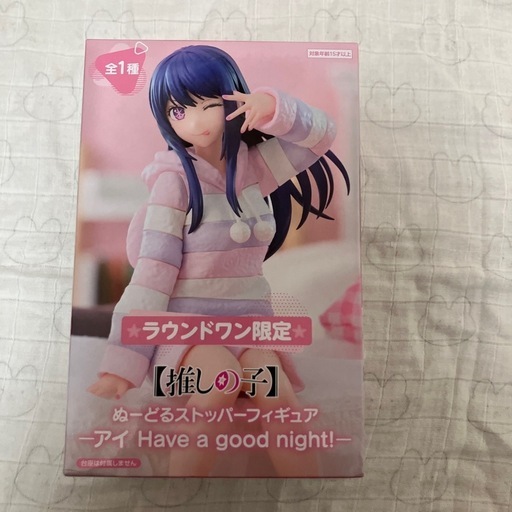 全1種
対象年齢15才以上
ラウンドワン限定
【推しの子】
ぬーどるストッパーフィギュア
―アイ Have a good night!―
台座は付属しません